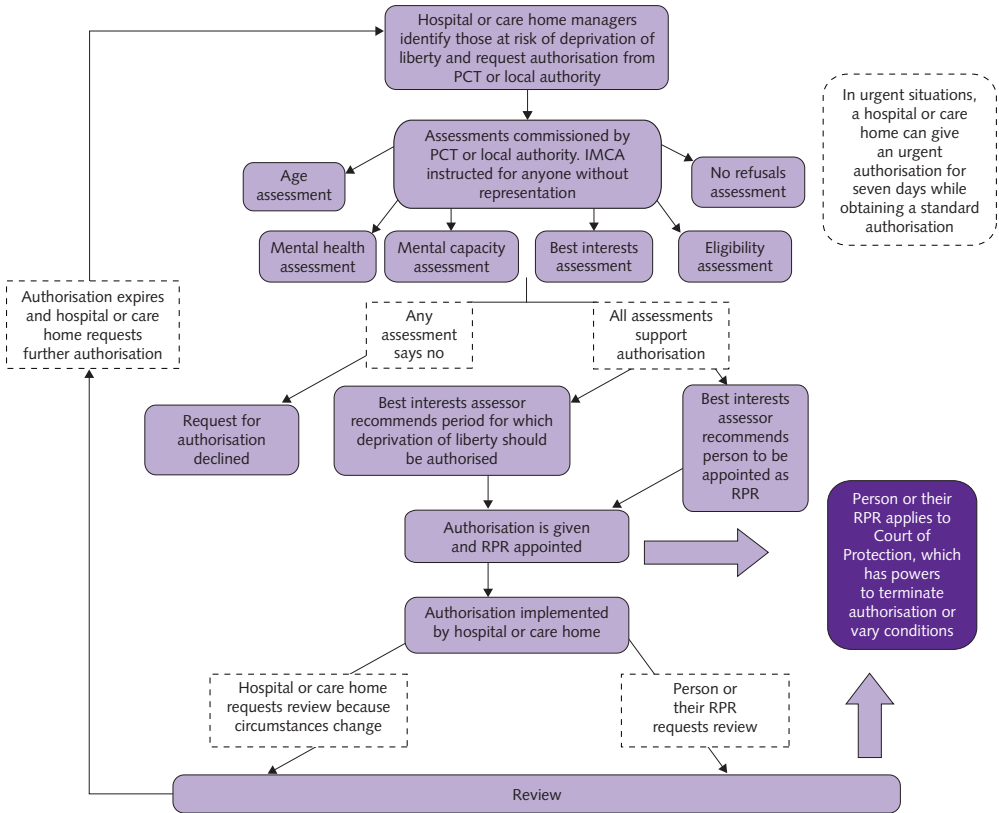 Hospital or care home managers
identify those at risk of deprivation of
liberty and request authorisation from
PCT or local authority
In urgent situations,
a hospital or care
home can give
an urgent
authorisation for
seven days while
obtaining a standard
authorisation
Assessments commissioned by
PCT or local authority. IMCA
instructed for anyone without
representation
Age
assessment
No refusals
assessment
Mental health
assessment
Mental capacity
assessment
Best interests
assessment
Eligibility
assessment
Authorisation expires
and hospital or care
home requests
further authorisation
Any
assessment
says no
All assessments
support
authorisation
Request for
authorisation
declined
Best interests assessor
recommends period for which
deprivation of liberty should
be authorised
Best interests
assessor
recommends
person to be
appointed as
RPR
Authorisation is given
and RPR appointed
Person or their
RPR applies to
Court of
Protection, which
has powers
to terminate
authorisation or
vary conditions
Authorisation implemented
by hospital or care home
Hospital or care home
requests review because
circumstances change
Person or
their RPR
requests review
Review